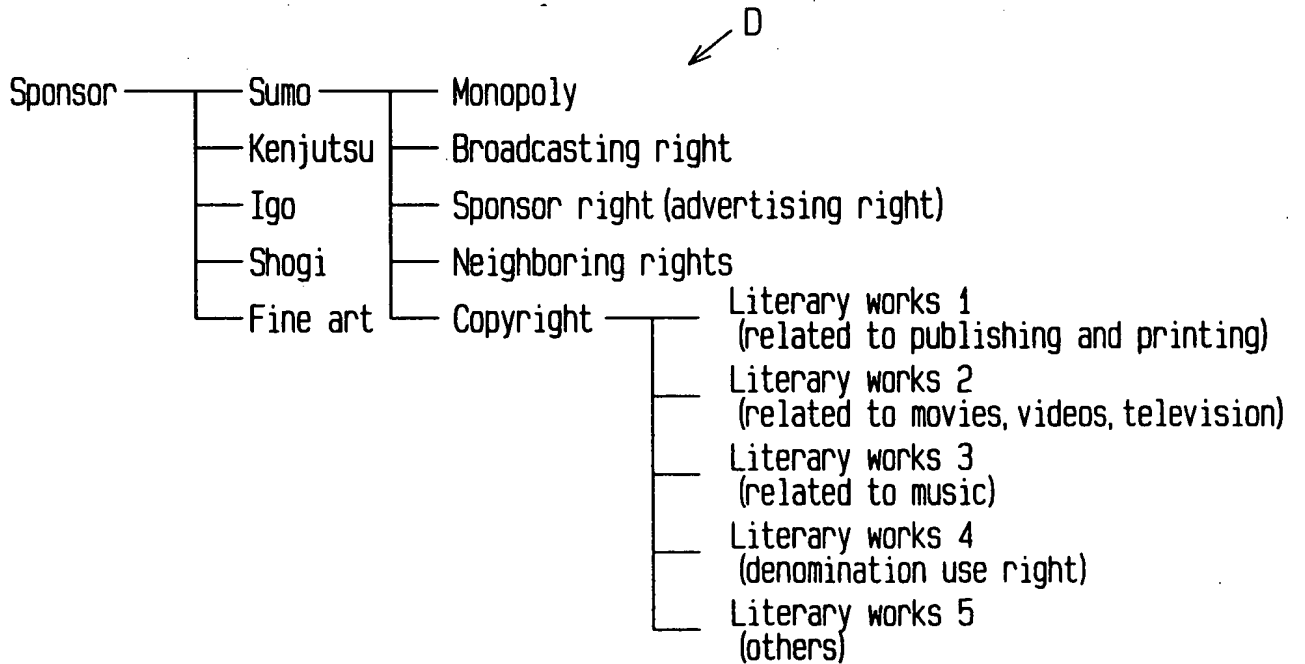 D
Sponsor Sumo Monopoly
Kenjutsu Broadcasting right
Igo Sponsor right (advertising right)
Shogi Neighboring rights
Fine art Copyright Literary works 1
(related to publishing and printing)
Literary works 2
(related to movies, videos, television)
Literary works 3
(related to music)
Literary works 4
(denomination use right)
Literary works 5
(others)